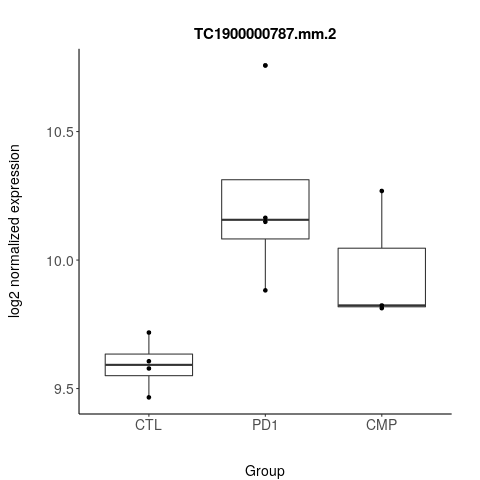 TC1900000787.mm.2
log2 normalized expression
10.5
10.0
9.5
CTL PD1 CMP
Group